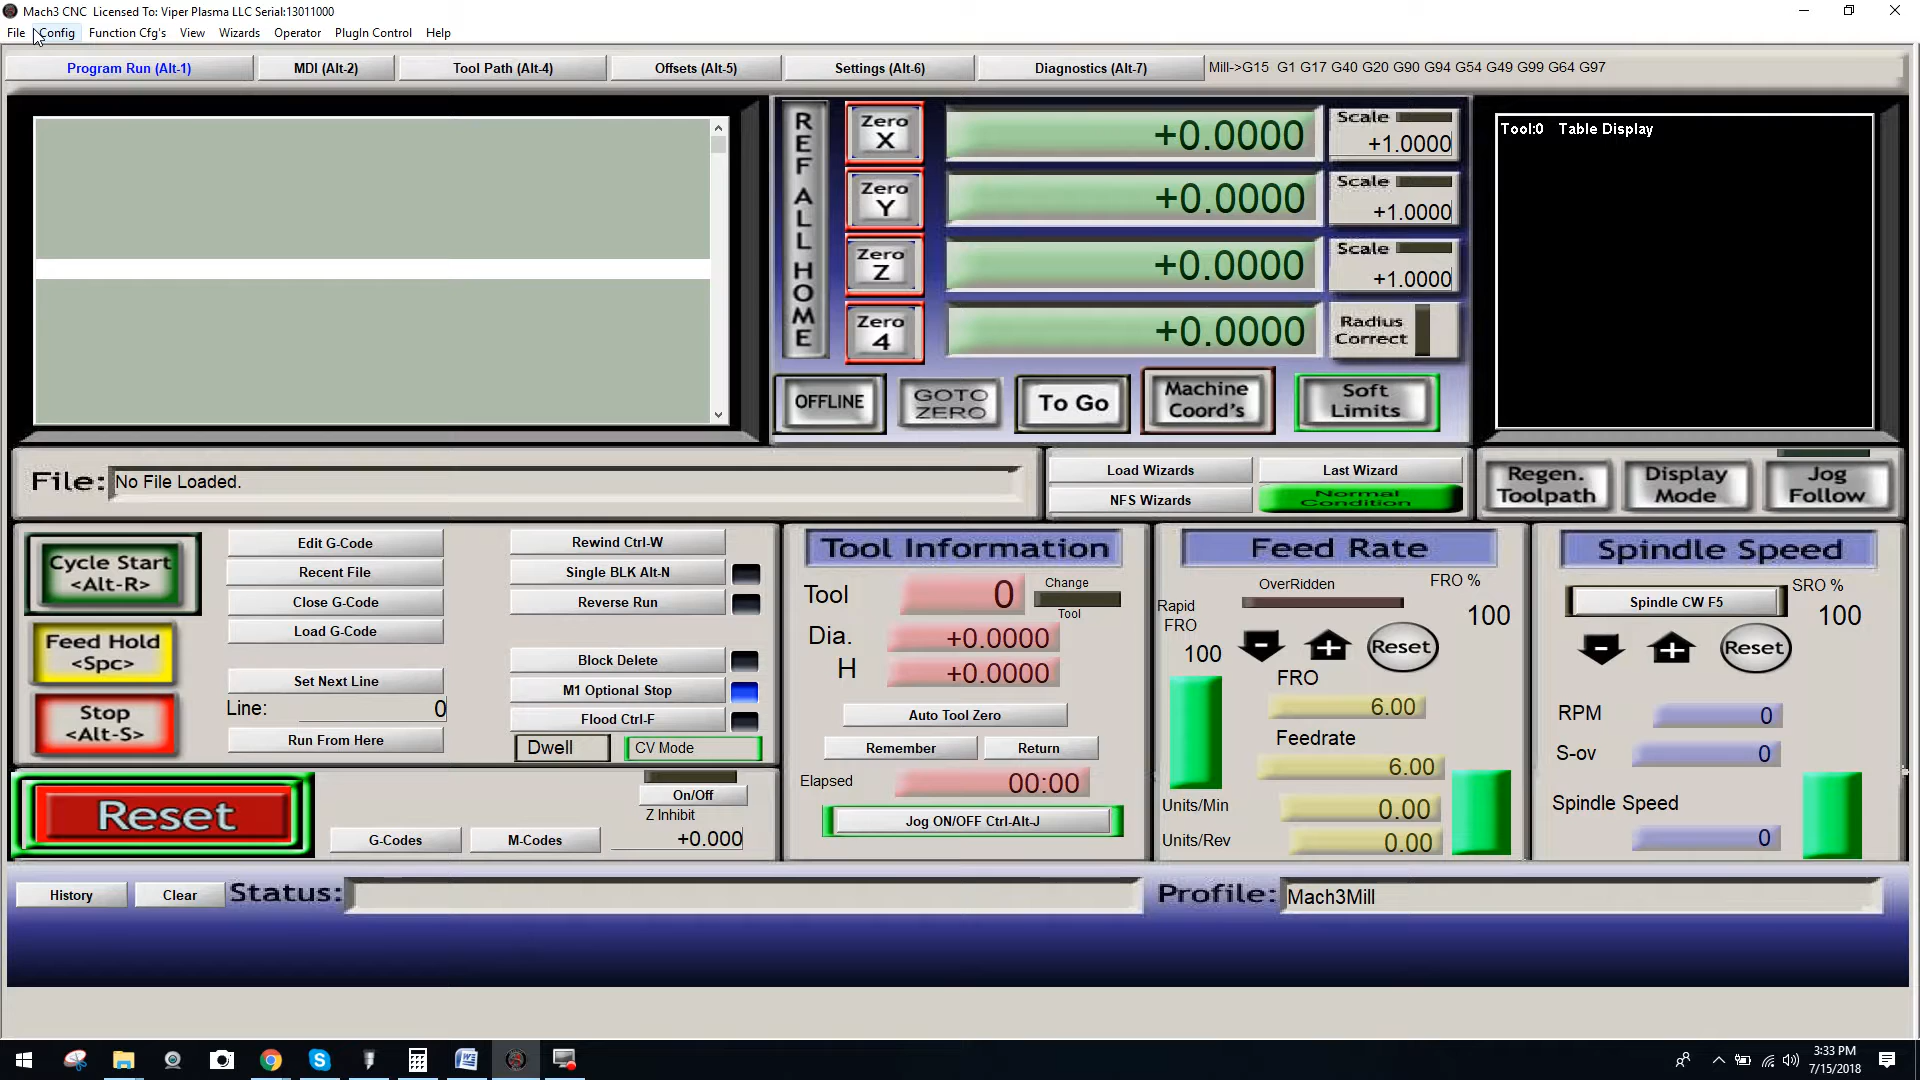 Mach3 CNC  Licensed To: Viper Plasma LLC Serial:13011000
File Config Function Cfg's View Wizards Operator PlugIn Control Help
Program Run (Alt-1) MDI (Alt-2) Tool Path (Alt-4) Offsets (Alt-5) Settings (Alt-6) Diagnostics (Alt-7) Mill->G15  G1 G17 G40 G20 G90 G94 G54 G49 G99 G64 G97
REF ALL HOME
Zero X +0.0000 Scale +1.0000
Zero Y +0.0000 Scale +1.0000
Zero Z +0.0000 Scale +1.0000
Zero 4 +0.0000 Radius Correct
OFFLINE GOTO ZERO To Go Machine Coord's Soft Limits
Tool:0   Table Display
File: No File Loaded.
Load Wizards Last Wizard
NFS Wizards Normal Condition
Regen. Toolpath Display Mode Jog Follow
Cycle Start <Alt-R>
Feed Hold <Spc>
Stop <Alt-S>
Reset
Edit G-Code
Recent File
Close G-Code
Load G-Code
Set Next Line
Line: 0
Run From Here
Rewind Ctrl-W
Single BLK Alt-N
Reverse Run
Block Delete
M1 Optional Stop
Flood Ctrl-F
Dwell CV Mode
On/Off
Z Inhibit
+0.000
G-Codes M-Codes
Tool Information
Tool 0 Change Tool
Dia. +0.0000
H +0.0000
Auto Tool Zero
Remember Return
Elapsed 00:00
Jog ON/OFF Ctrl-Alt-J
Feed Rate
OverRidden FRO %
100
Rapid FRO
100
Reset
FRO
6.00
Feedrate
6.00
Units/Min 0.00
Units/Rev 0.00
Spindle Speed
Spindle CW F5 SRO %
100
Reset
RPM 0
S-ov 0
Spindle Speed
0
History Clear Status: Profile: Mach3Mill
3:33 PM
7/15/2018